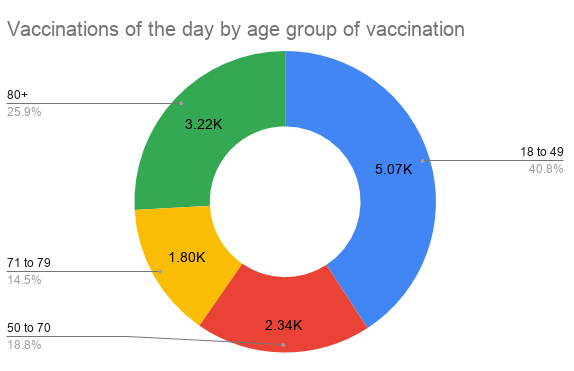 Vaccinations of the day by age group of vaccination
80+
25.9%
3.22K
18 to 49
40.8%
5.07K
71 to 79
14.5%
1.80K
50 to 70
18.8%
2.34K